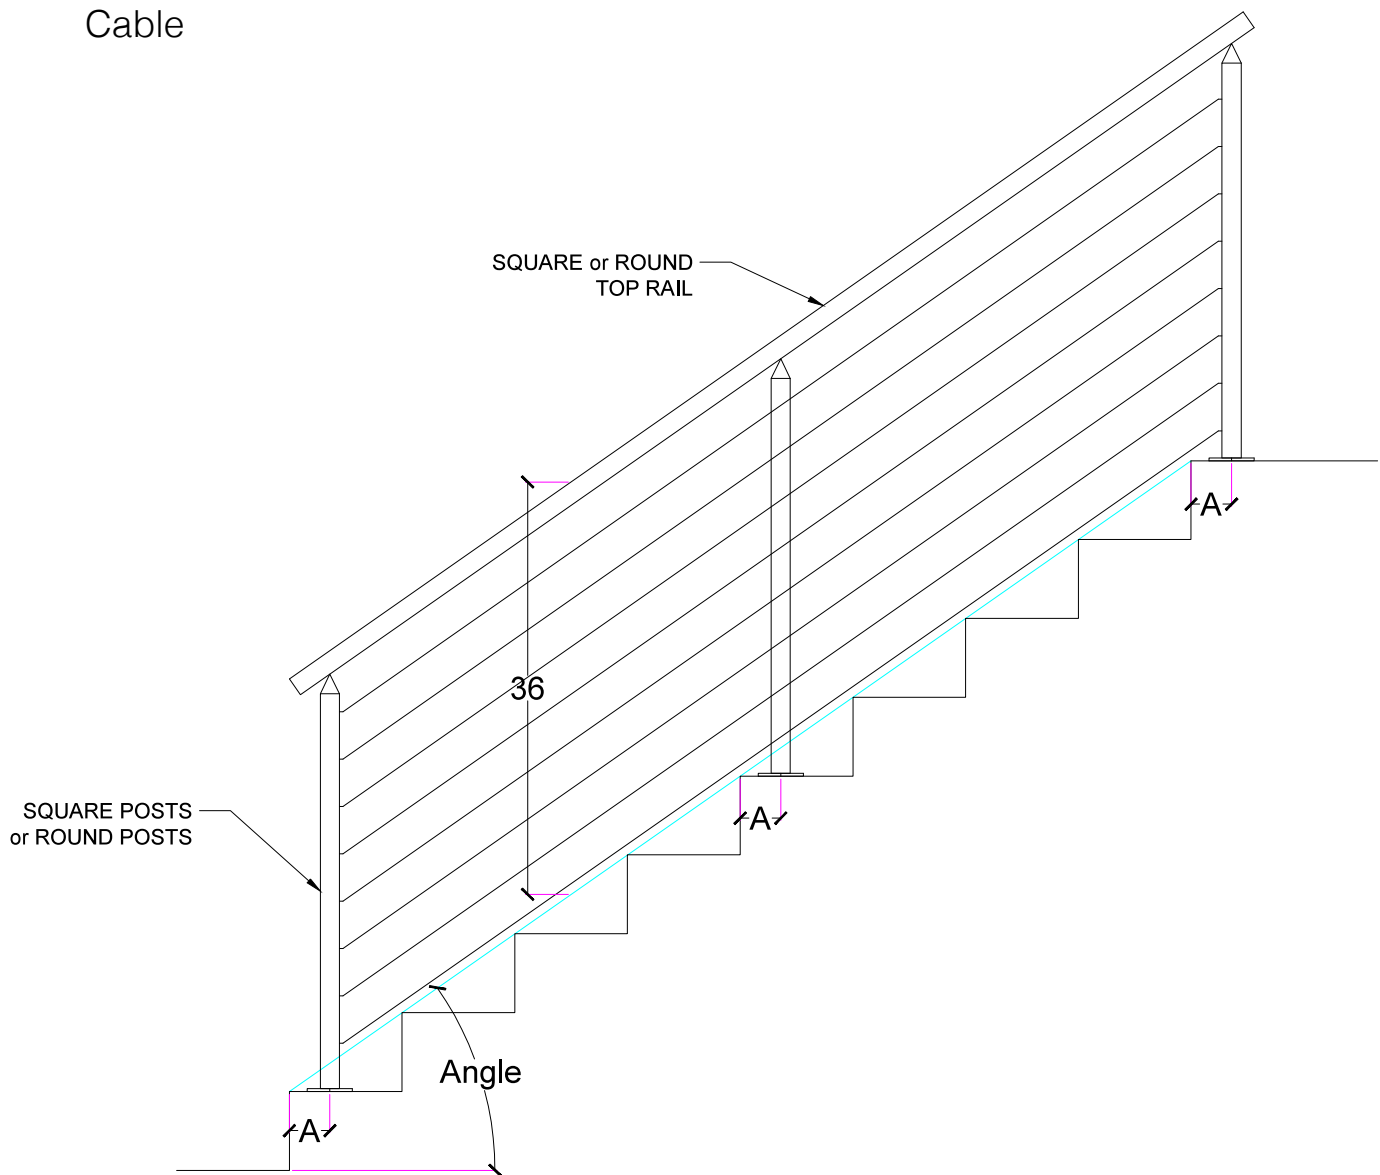 Cable
SQUARE or ROUND
TOP RAIL
A
36
SQUARE POSTS
or ROUND POSTS
A
Angle
A